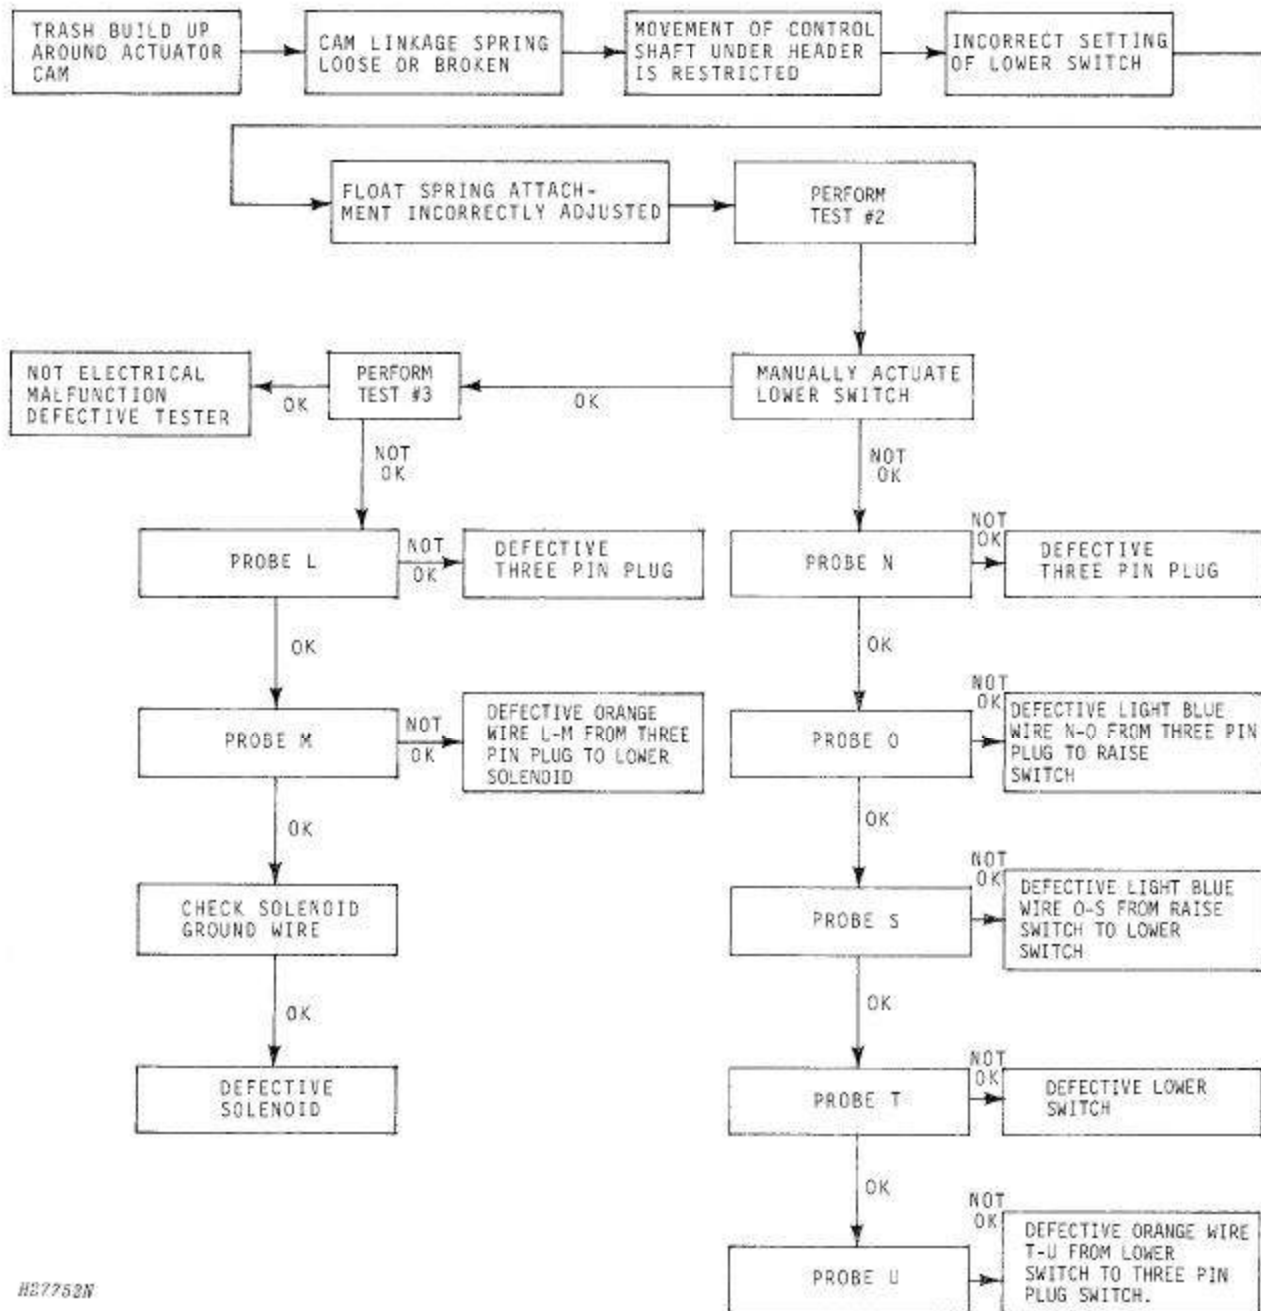 TRASH BUILD UP
AROUND ACTUATOR
CAM
CAM LINKAGE SPRING
LOOSE OR BROKEN
MOVEMENT OF CONTROL
SHAFT UNDER HEADER
IS RESTRICTED
INCORRECT SETTING
OF LOWER SWITCH
FLOAT SPRING ATTACH-
MENT INCORRECTLY ADJUSTED
PERFORM
TEST #2
NOT ELECTRICAL
MALFUNCTION
DEFECTIVE TESTER
OK
PERFORM
TEST #3
OK
MANUALLY ACTUATE
LOWER SWITCH
NOT
OK
NOT
OK
PROBE L
NOT
OK
DEFECTIVE
THREE PIN PLUG
PROBE N
NOT
OK
DEFECTIVE
THREE PIN PLUG
OK
OK
PROBE M
NOT
OK
DEFECTIVE ORANGE
WIRE L-M FROM THREE
PIN PLUG TO LOWER
SOLENOID
PROBE O
NOT
OK
DEFECTIVE LIGHT BLUE
WIRE N-O FROM THREE PIN
PLUG TO RAISE
SWITCH
OK
OK
CHECK SOLENOID
GROUND WIRE
PROBE S
NOT
OK
DEFECTIVE LIGHT BLUE
WIRE O-S FROM RAISE
SWITCH TO LOWER
SWITCH
OK
OK
DEFECTIVE
SOLENOID
PROBE T
NOT
OK
DEFECTIVE LOWER
SWITCH
OK
PROBE U
NOT
OK
DEFECTIVE ORANGE WIRE
T-U FROM LOWER
SWITCH TO THREE PIN
PLUG SWITCH.
H27752N